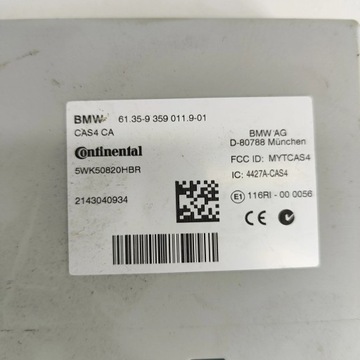 BMW 61.35-9 359 011.9-01
CAS4 CA
Continental
5WK50820HBR
2143040934
BMW AG
D-80788 München
FCC ID: MYTCAS4
IC: 4427A-CAS4
E1 116RI - 00 0056